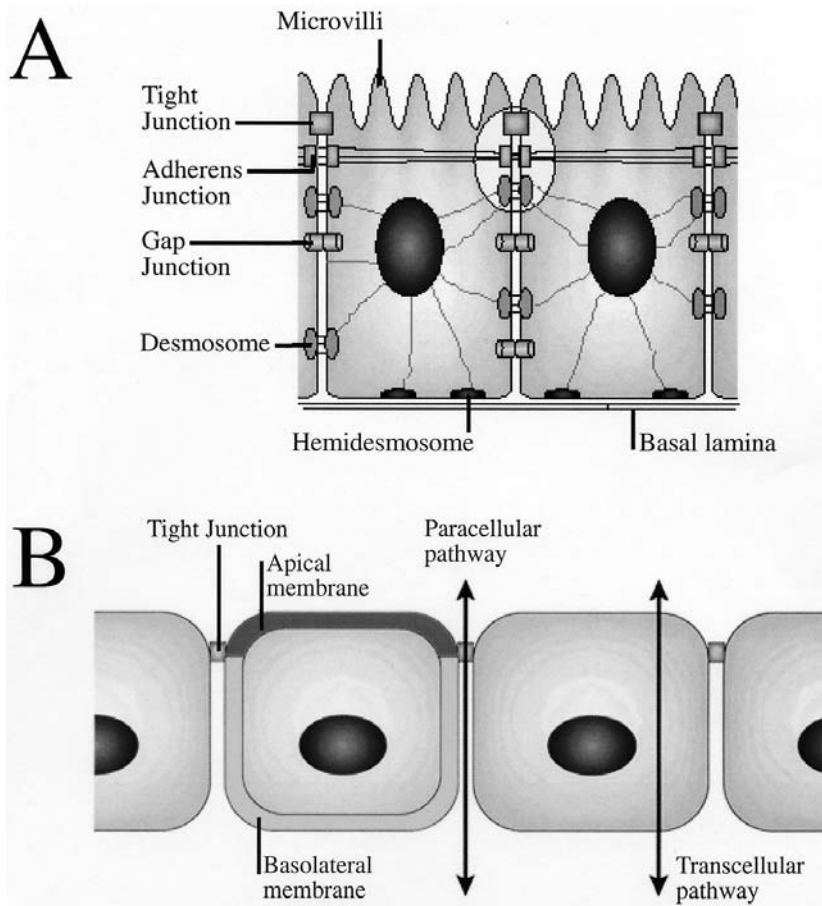 A
Microvilli
Tight
Junction
Adherens
Junction
Gap
Junction
Desmosome
Hemidesmosome
Basal lamina
B
Tight Junction
Apical
membrane
Paracellular
pathway
Basolateral
membrane
Transcellular
pathway